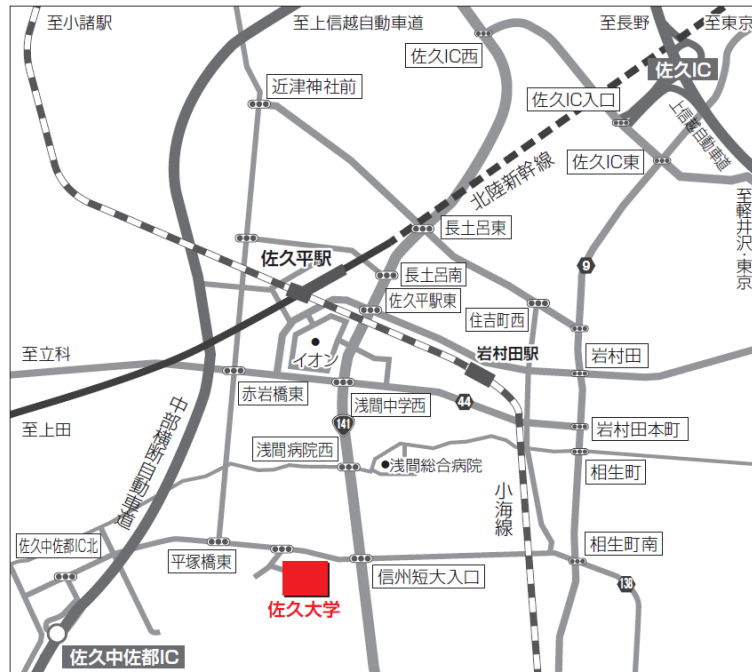 至小諸駅
至上信越自動車道
至長野
至東京
佐久IC西
佐久IC
近津神社前
佐久IC入口
上信越自動車道
佐久IC東
北陸新幹線
至軽井沢・東京
長土呂東
佐久平駅
長土呂南
9
佐久平駅東
住吉町西
イオン
岩村田駅
岩村田
至立科
赤岩橋東
浅間中学西
44
至上田
141
岩村田本町
中部横断自動車道
浅間病院西
浅間総合病院
相生町
小海線
佐久中佐都IC北
平塚橋東
信州短大入口
相生町南
138
佐久大学
佐久中佐都IC